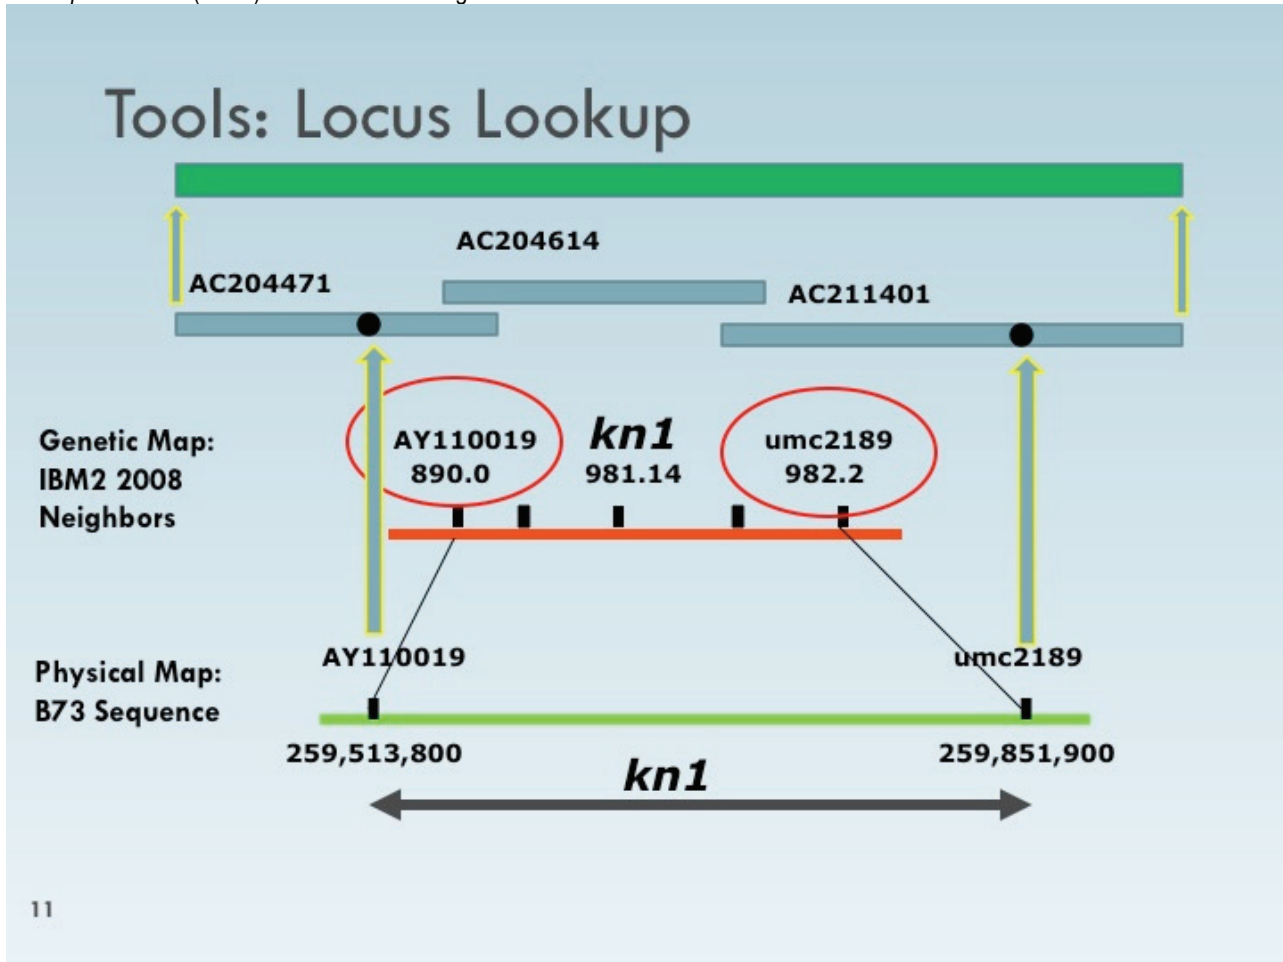 Tools: Locus Lookup
AC204614
AC204471
AC211401
Genetic Map:
IBM2 2008
Neighbors
AY110019
890.0
kn1
981.14
umc2189
982.2
Physical Map:
B73 Sequence
AY110019
umc2189
259,513,800
259,851,900
kn1
11